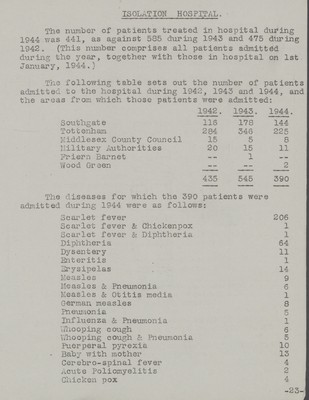 ISOLATION HOSPITAL.
The number of patients treated in hospital during
1944 was 441, as against 585 during 1943 and 475 during
1942. (This number comprises all patients admitted
during the year, together with those in hospital on 1st
January, 1944.)
The following table sets out the number of patients
admitted to the hospital during 1942, 1943 and 1944, and
the areas from which those patients were admitted:
1942. 1943. 1944.
Southgate 116 178 144
Tottenham 284 346 225
Middlesex County Council 15 5 8
Military Authorities 20 15 11
Friern Barnet -- 1 --
Wood Green -- -- 2
435 545 390
The diseases for which the 390 patients were
admitted during 1944 were as follows:
Scarlet fever 206
Scarlet fever & Chickenpox 1
Scarlet fever & Diphtheria 1
Diphtheria 64
Dysentery 11
Enteritis 1
Erysipelas 14
Measles 9
Measles & Pneumonia 6
Measles & Otitis media 1
German measles 8
Pneumonia 5
Influenza & Pneumonia 1
Whooping cough 6
Whooping cough & Pneumonia 5
Puerperal pyrexia 10
Baby with mother 13
Cerebro-spinal fever 4
Acute Poliomyelitis 2
Chicken pox 4
-23-